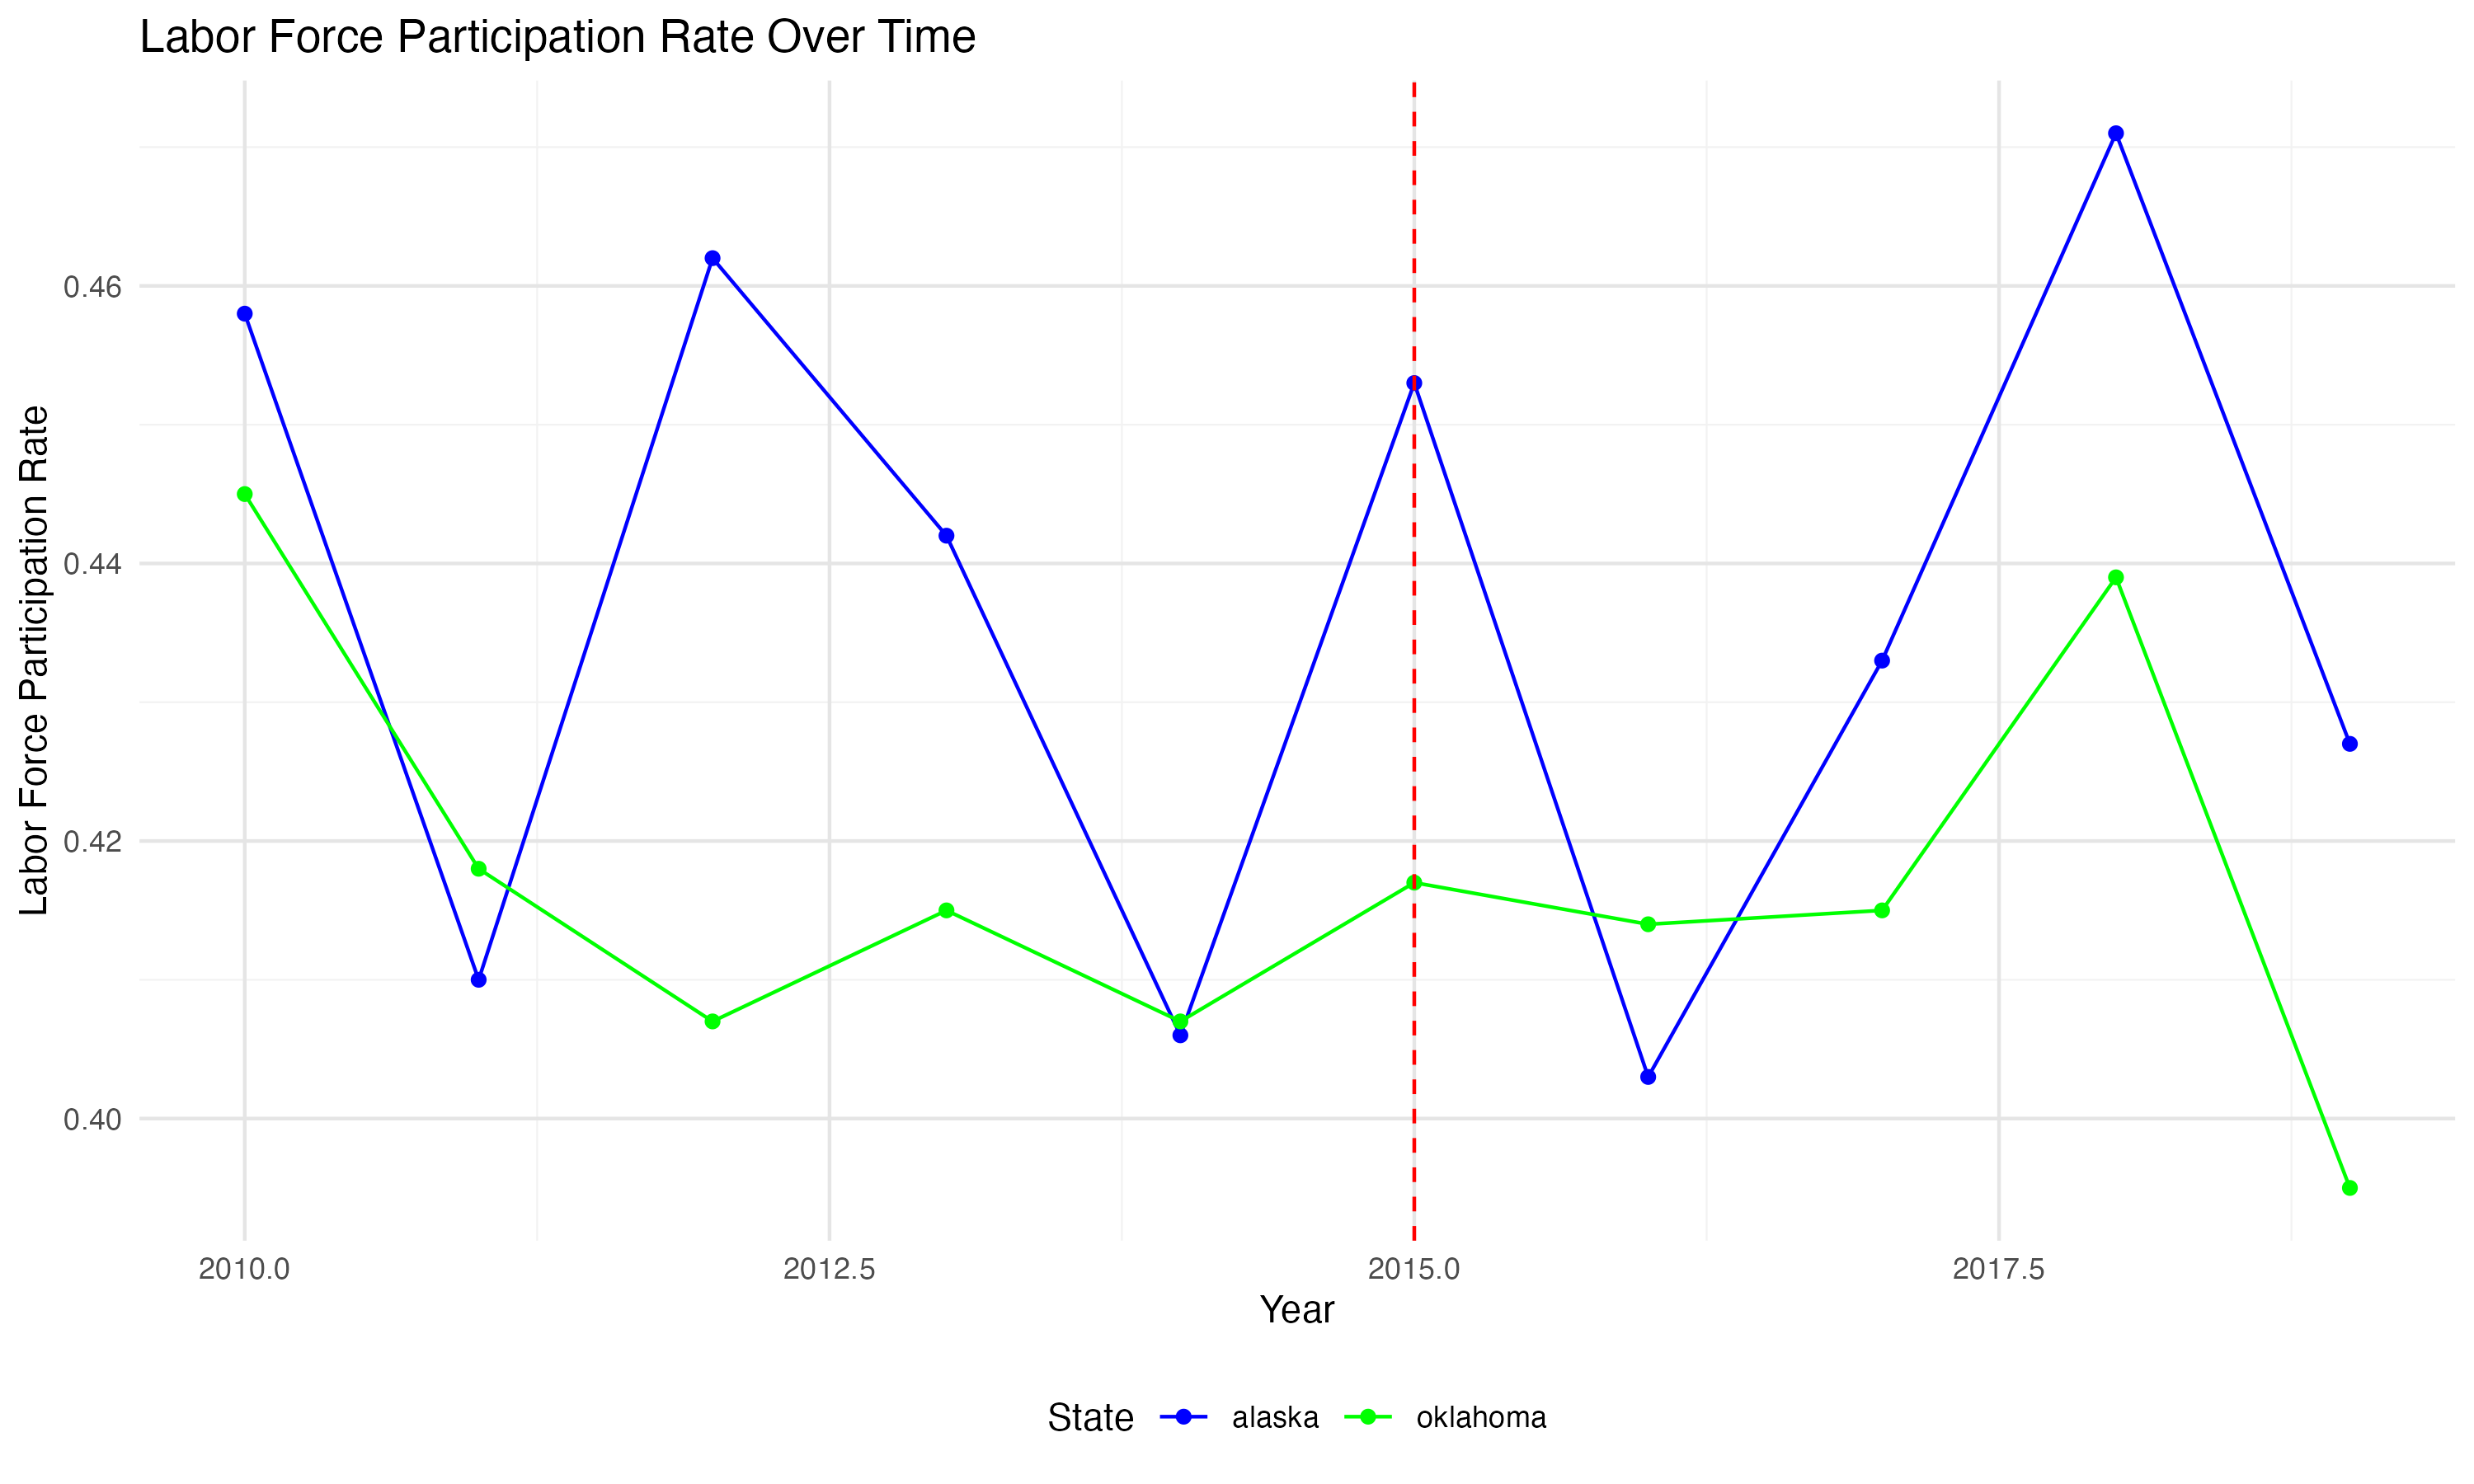 Labor Force Participation Rate Over Time
Labor Force Participation Rate
0.46
0.44
0.42
0.40
2010.0 2012.5 2015.0 2017.5
Year
State alaska oklahoma